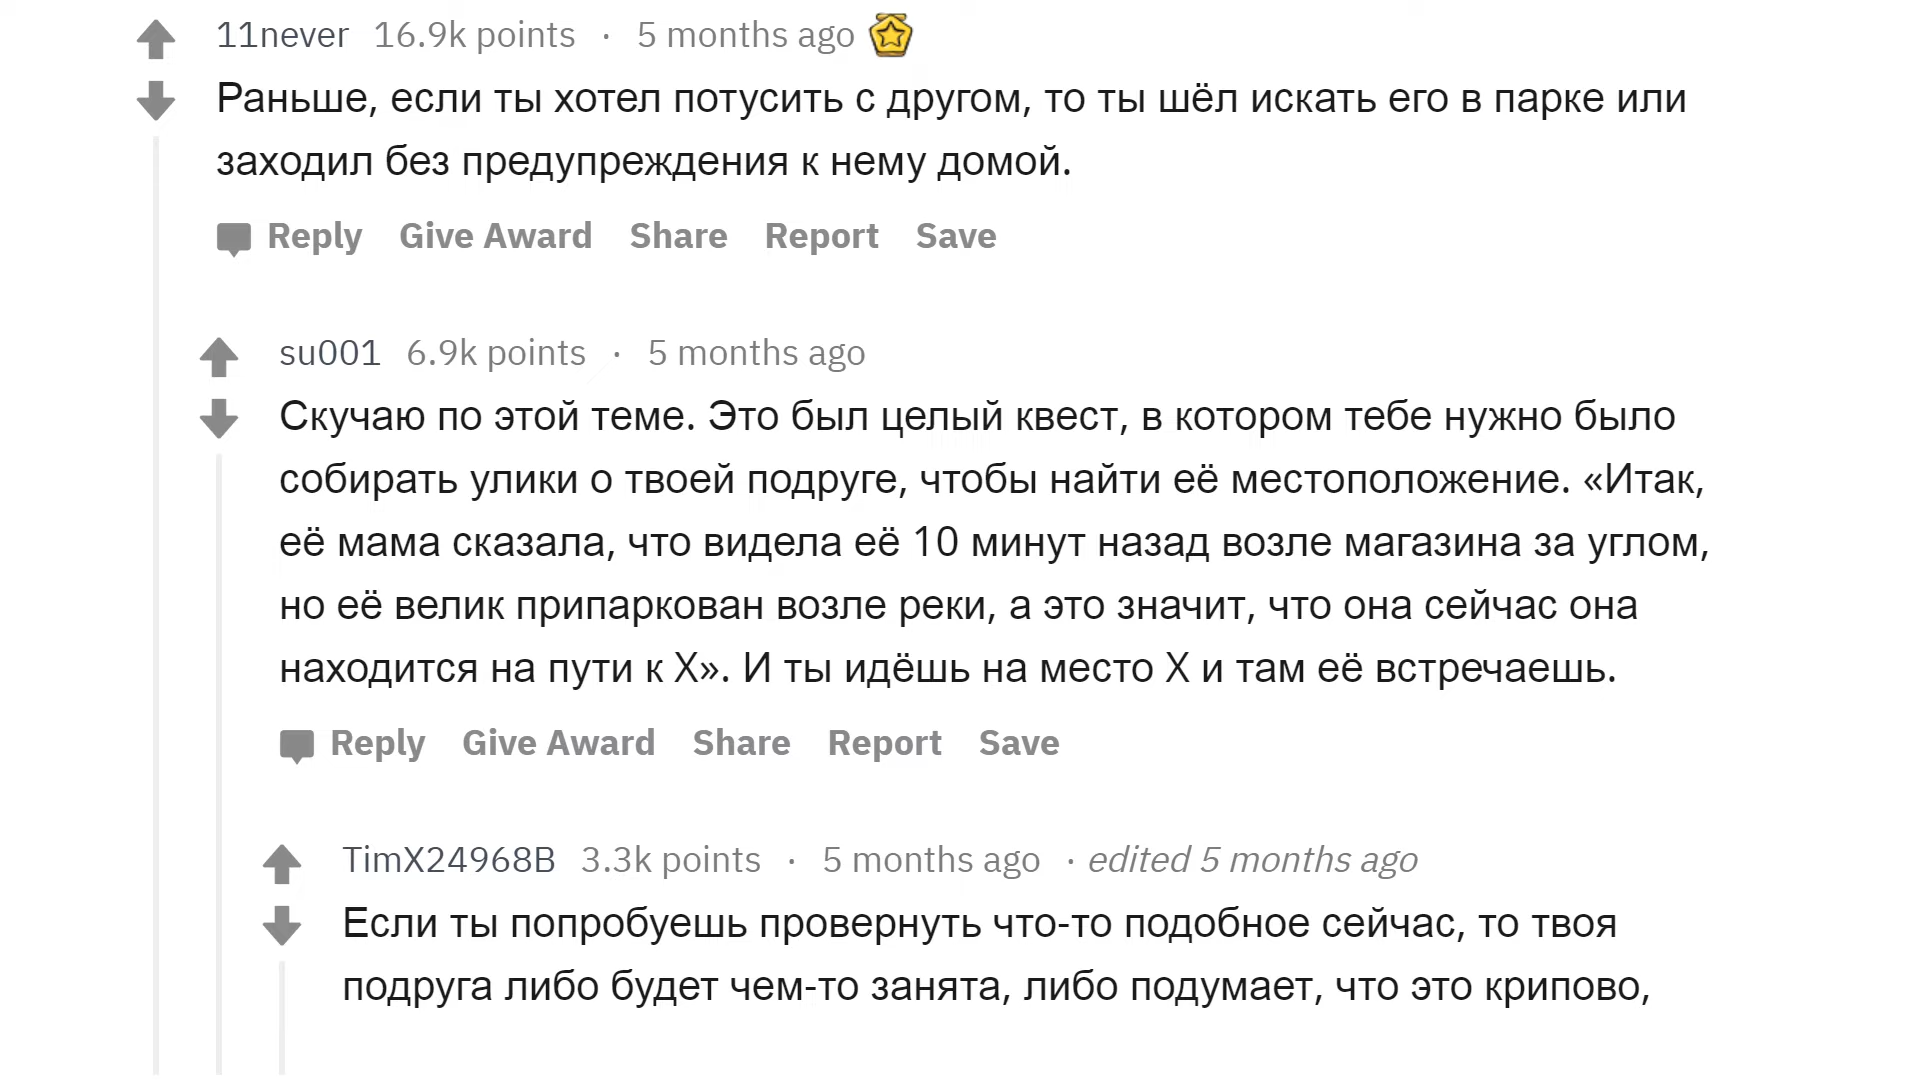 11never 16.9k points · 5 months ago
Раньше, если ты хотел потусить с другом, то ты шёл искать его в парке или
заходил без предупреждения к нему домой.
Reply Give Award Share Report Save
su001 6.9k points · 5 months ago
Скучаю по этой теме. Это был целый квест, в котором тебе нужно было
собирать улики о твоей подруге, чтобы найти её местоположение. «Итак,
её мама сказала, что видела её 10 минут назад возле магазина за углом,
но её велик припаркован возле реки, а это значит, что она сейчас она
находится на пути к X». И ты идёшь на место X и там её встречаешь.
Reply Give Award Share Report Save
TimX24968B 3.3k points · 5 months ago · edited 5 months ago
Если ты попробуешь провернуть что-то подобное сейчас, то твоя
подруга либо будет чем-то занята, либо подумает, что это крипово,